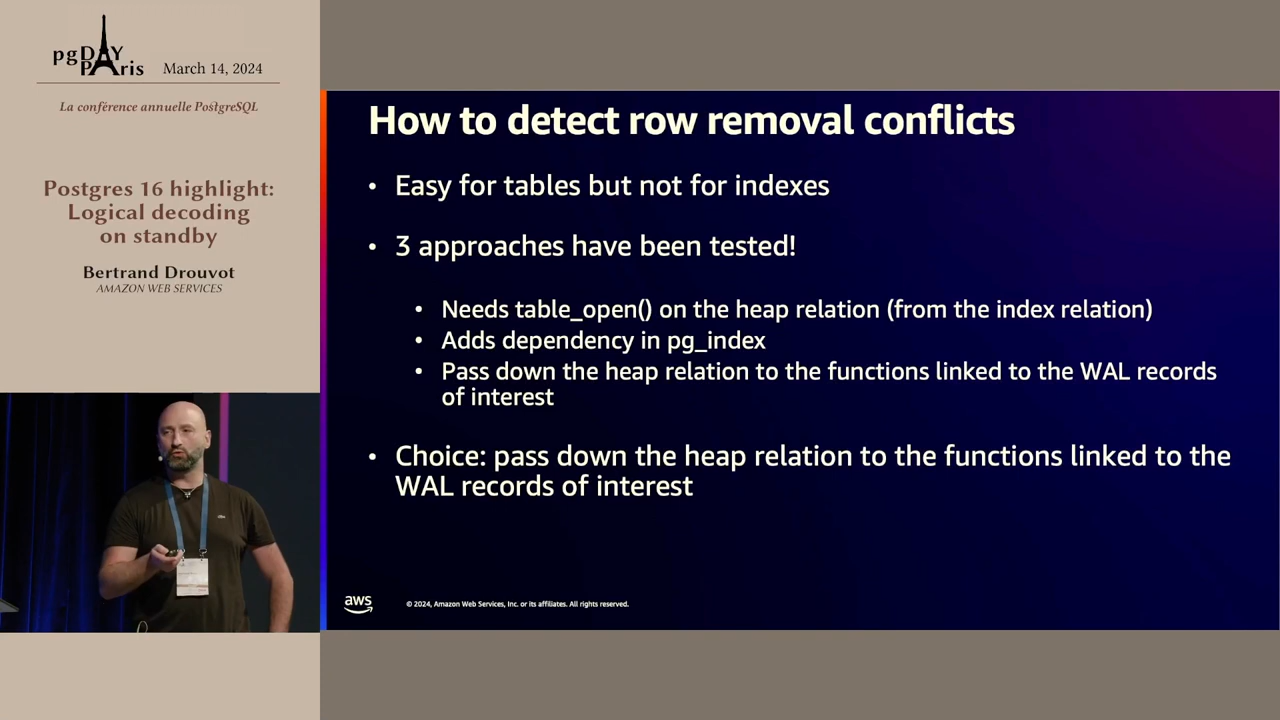 pgDAY
PAris
March 14, 2024
La conférence annuelle PostgreSQL
Postgres 16 highlight:
Logical decoding
on standby
Bertrand Drouvot
AMAZON WEB SERVICES
How to detect row removal conflicts
• Easy for tables but not for indexes
• 3 approaches have been tested!
• Needs table_open() on the heap relation (from the index relation)
• Adds dependency in pg_index
• Pass down the heap relation to the functions linked to the WAL records
of interest
• Choice: pass down the heap relation to the functions linked to the
WAL records of interest
aws
© 2024, Amazon Web Services, Inc. or its affiliates. All rights reserved.